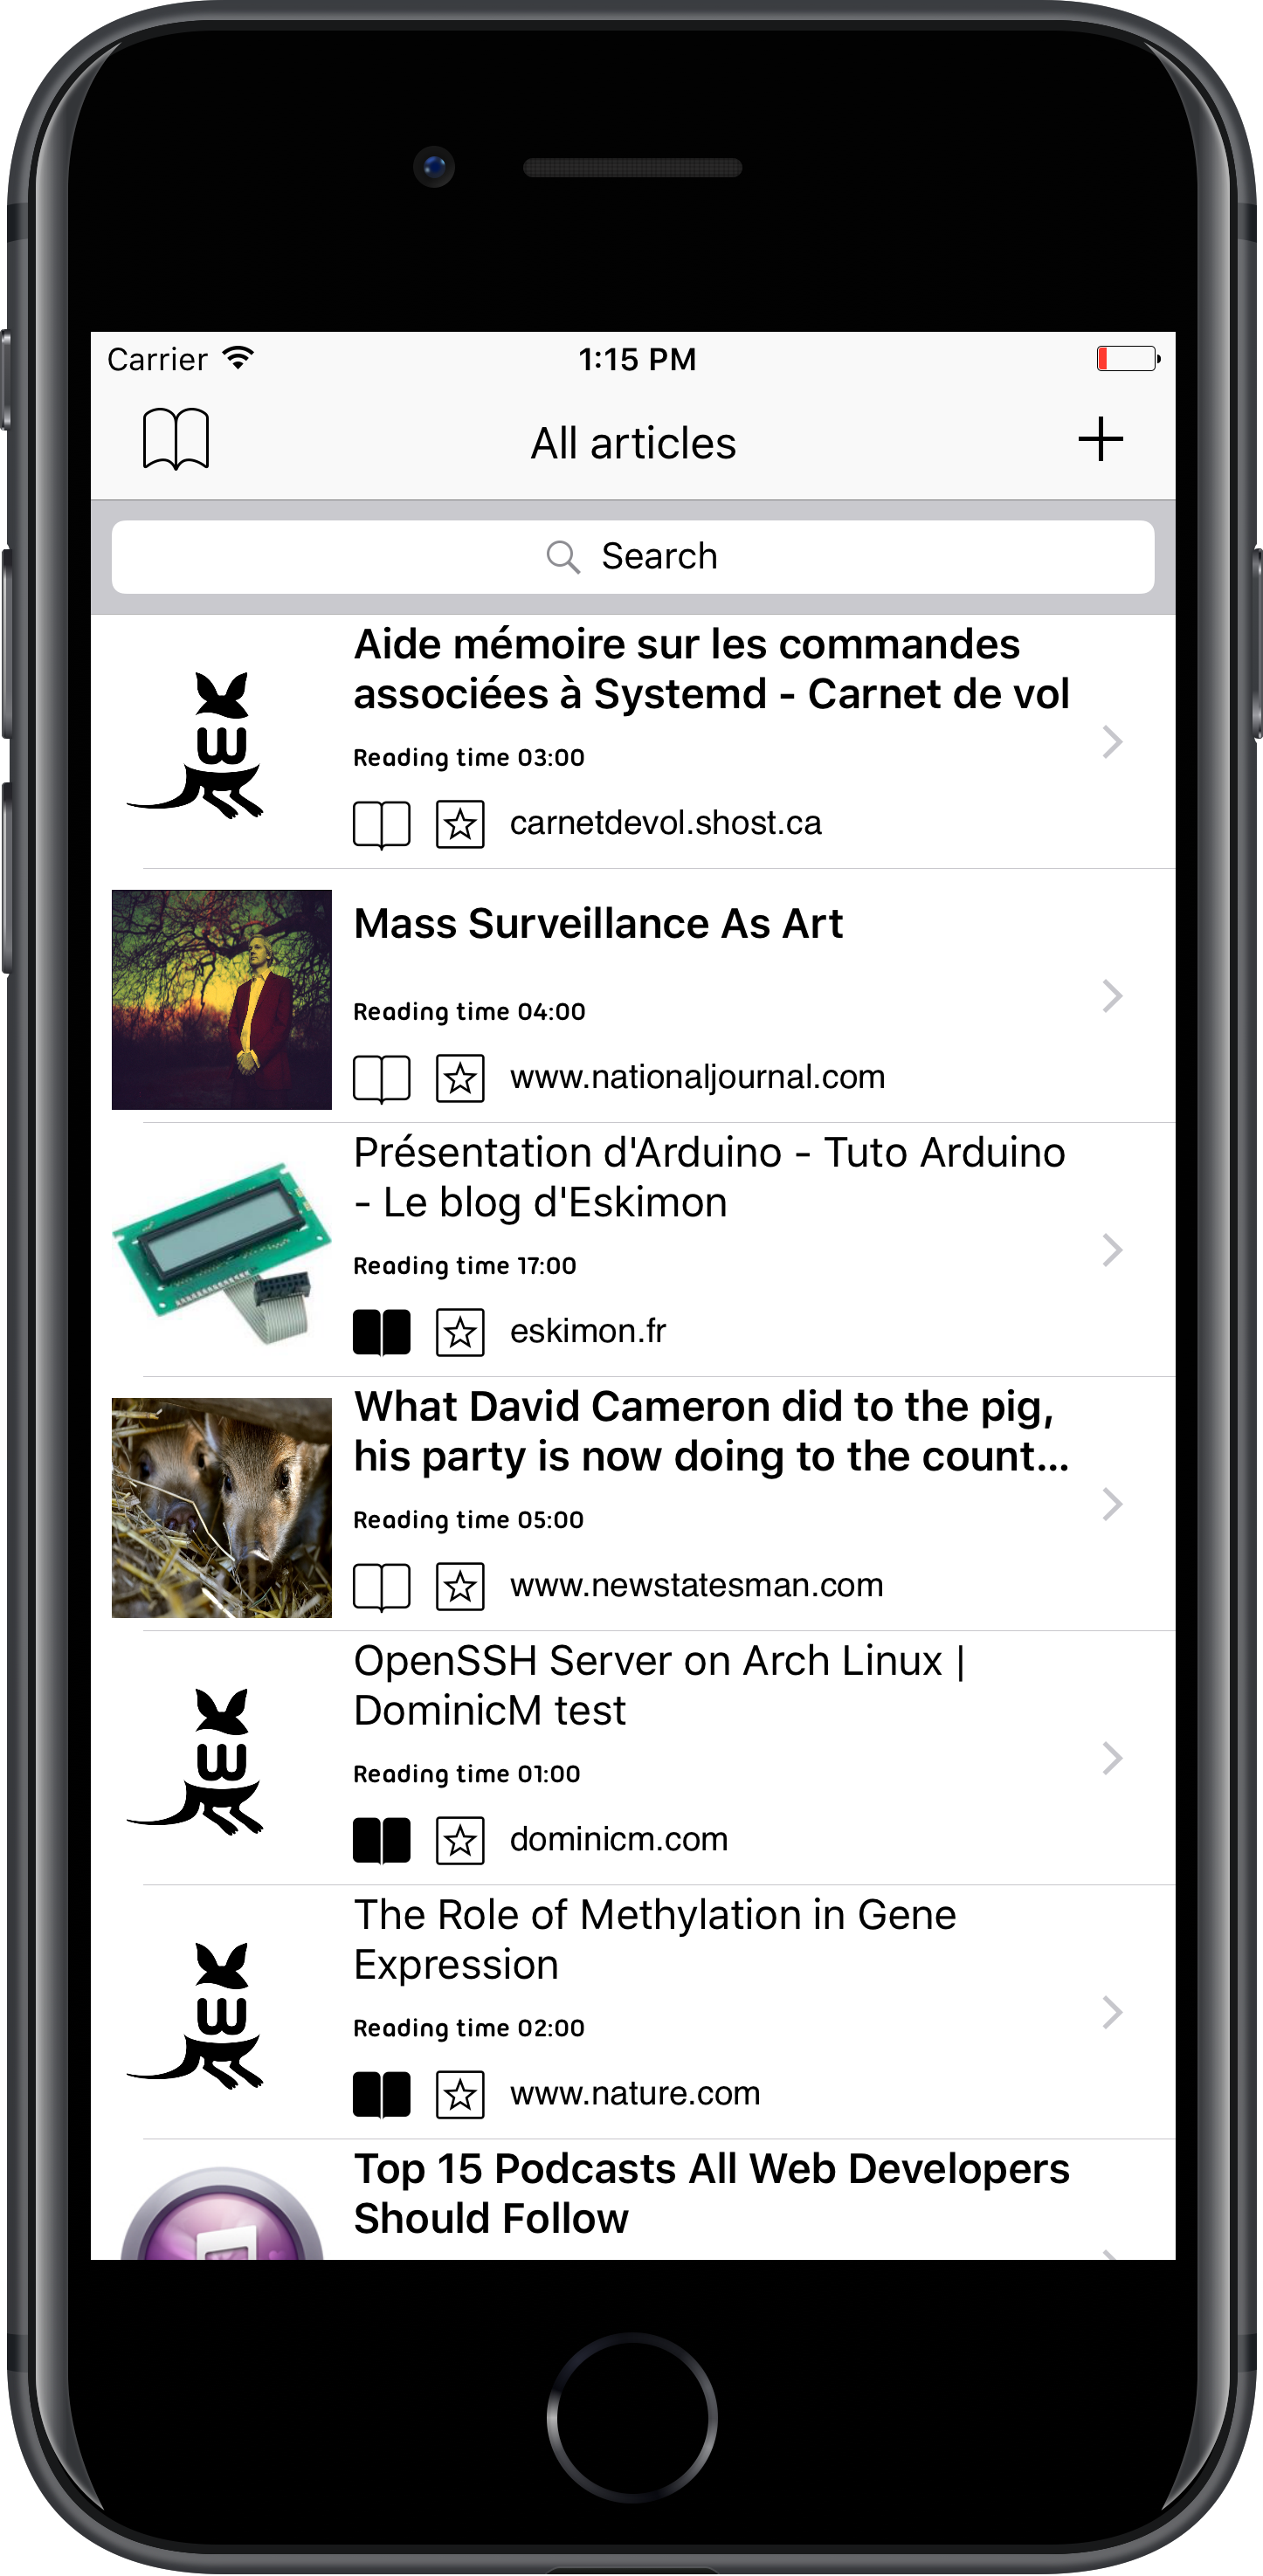 Carrier 1:15 PM
All articles
Search
Aide mémoire sur les commandes
associées à Systemd - Carnet de vol
Reading time 03:00
carnetdevol.shost.ca
Mass Surveillance As Art
Reading time 04:00
www.nationaljournal.com
Présentation d'Arduino - Tuto Arduino
- Le blog d'Eskimon
Reading time 17:00
eskimon.fr
What David Cameron did to the pig,
his party is now doing to the count...
Reading time 05:00
www.newstatesman.com
OpenSSH Server on Arch Linux |
DominicM test
Reading time 01:00
dominicm.com
The Role of Methylation in Gene
Expression
Reading time 02:00
www.nature.com
Top 15 Podcasts All Web Developers
Should Follow